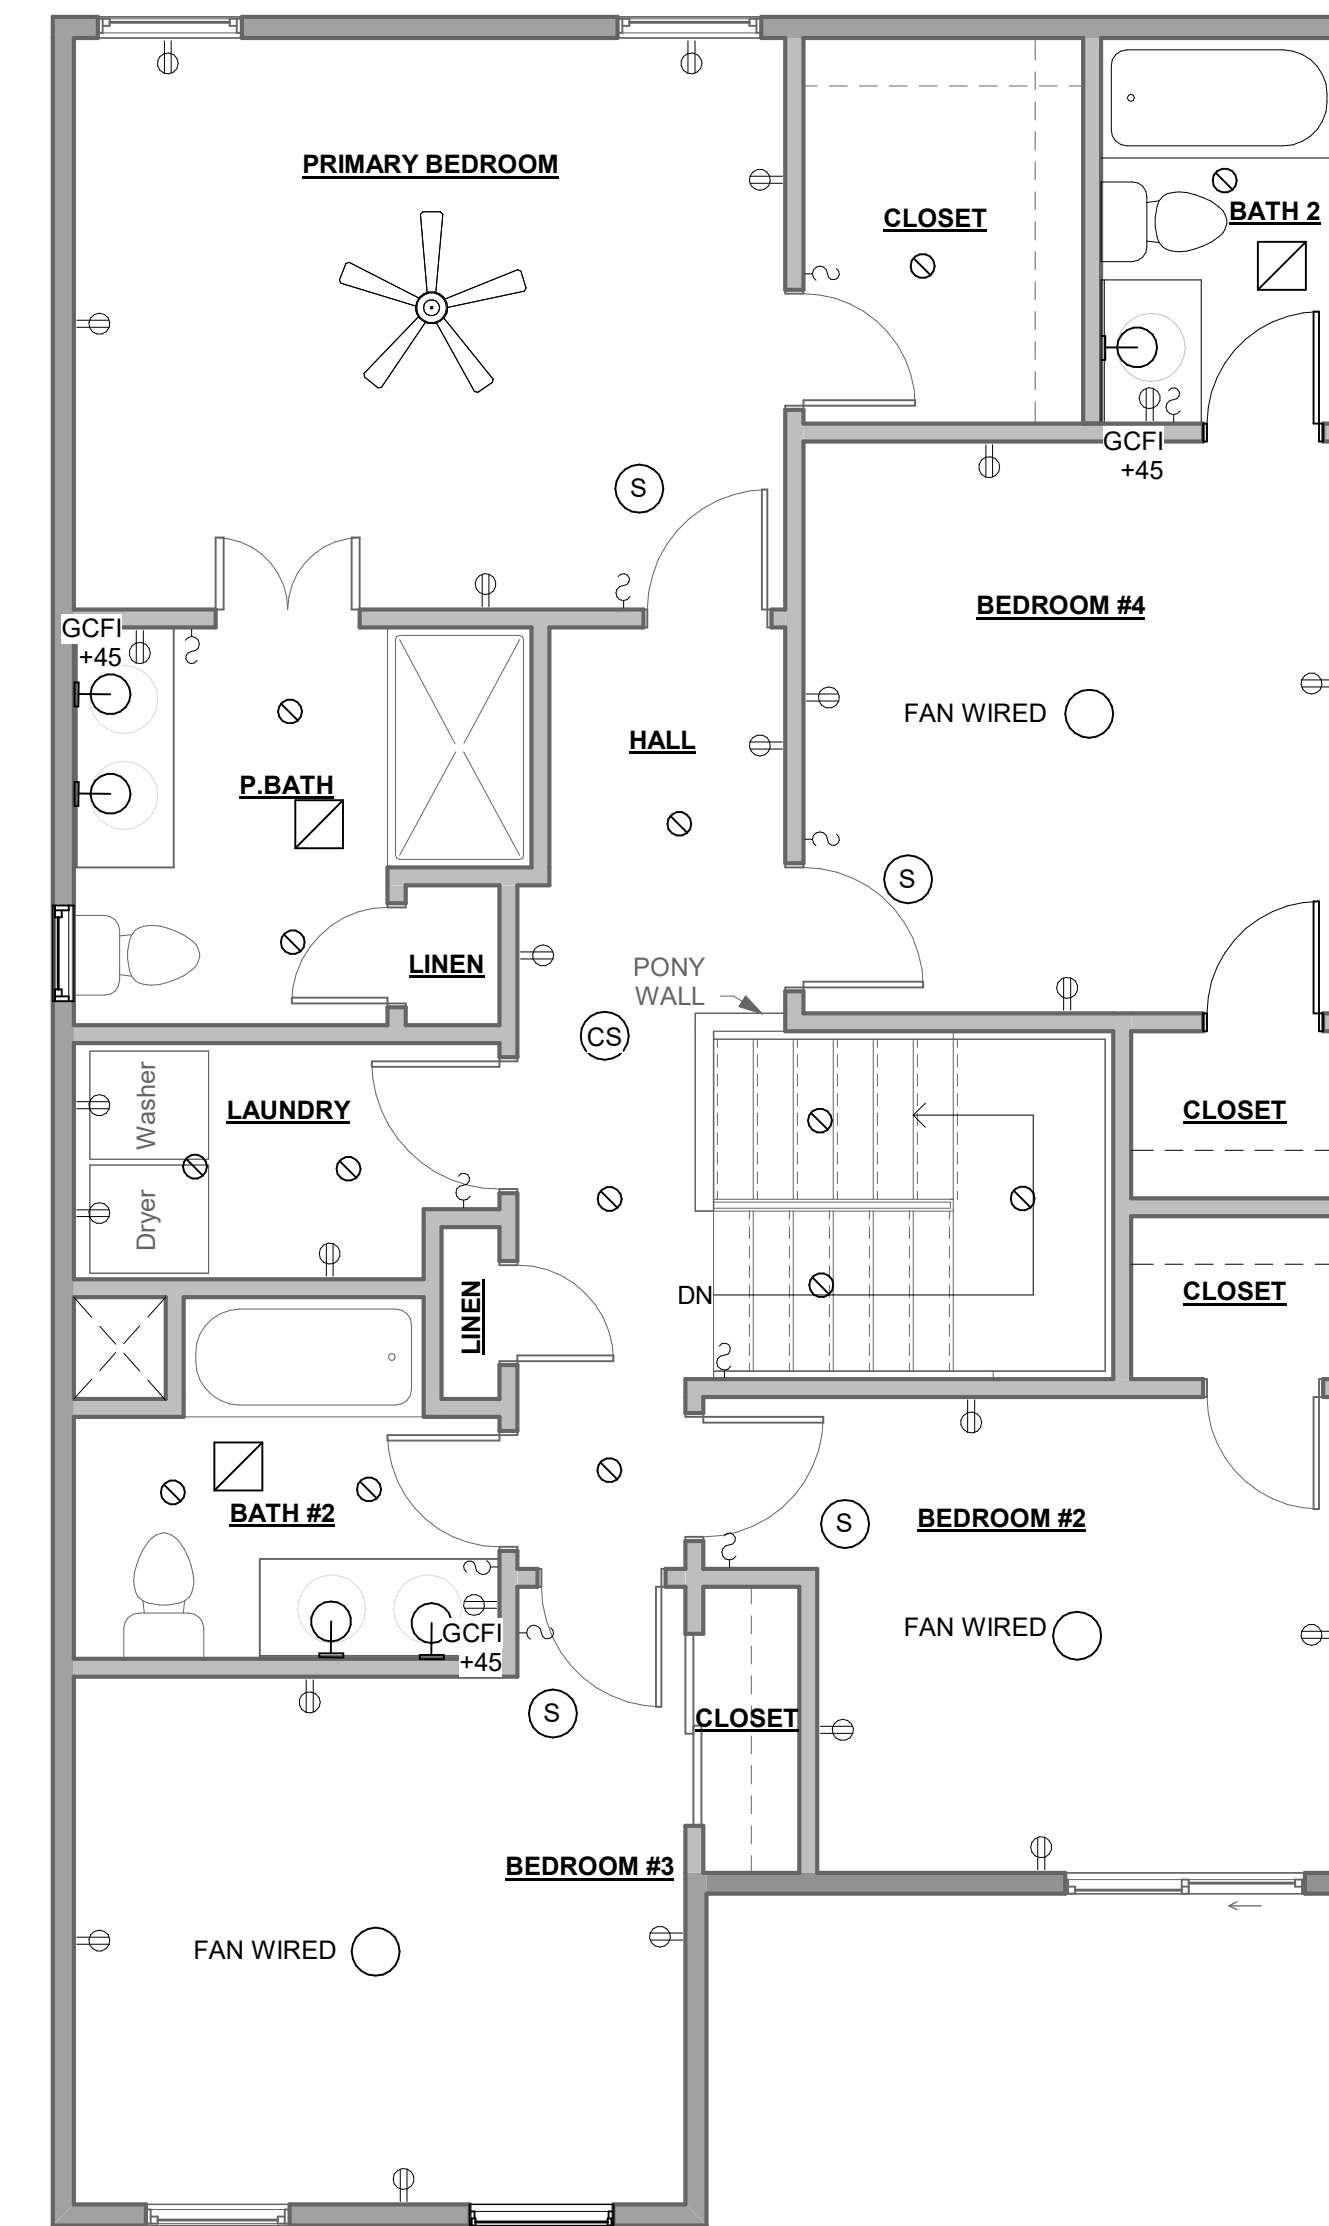 PRIMARY BEDROOM
CLOSET
BATH 2
GCFI
+45
S
BEDROOM #4
GCFI
+45
FAN WIRED
HALL
P.BATH
S
LINEN
PONY
WALL
CS
Washer
LAUNDRY
CLOSET
Dryer
DN
LINEN
CLOSET
BATH #2
S
BEDROOM #2
FAN WIRED
GCFI
+45
S
CLOSET
BEDROOM #3
FAN WIRED